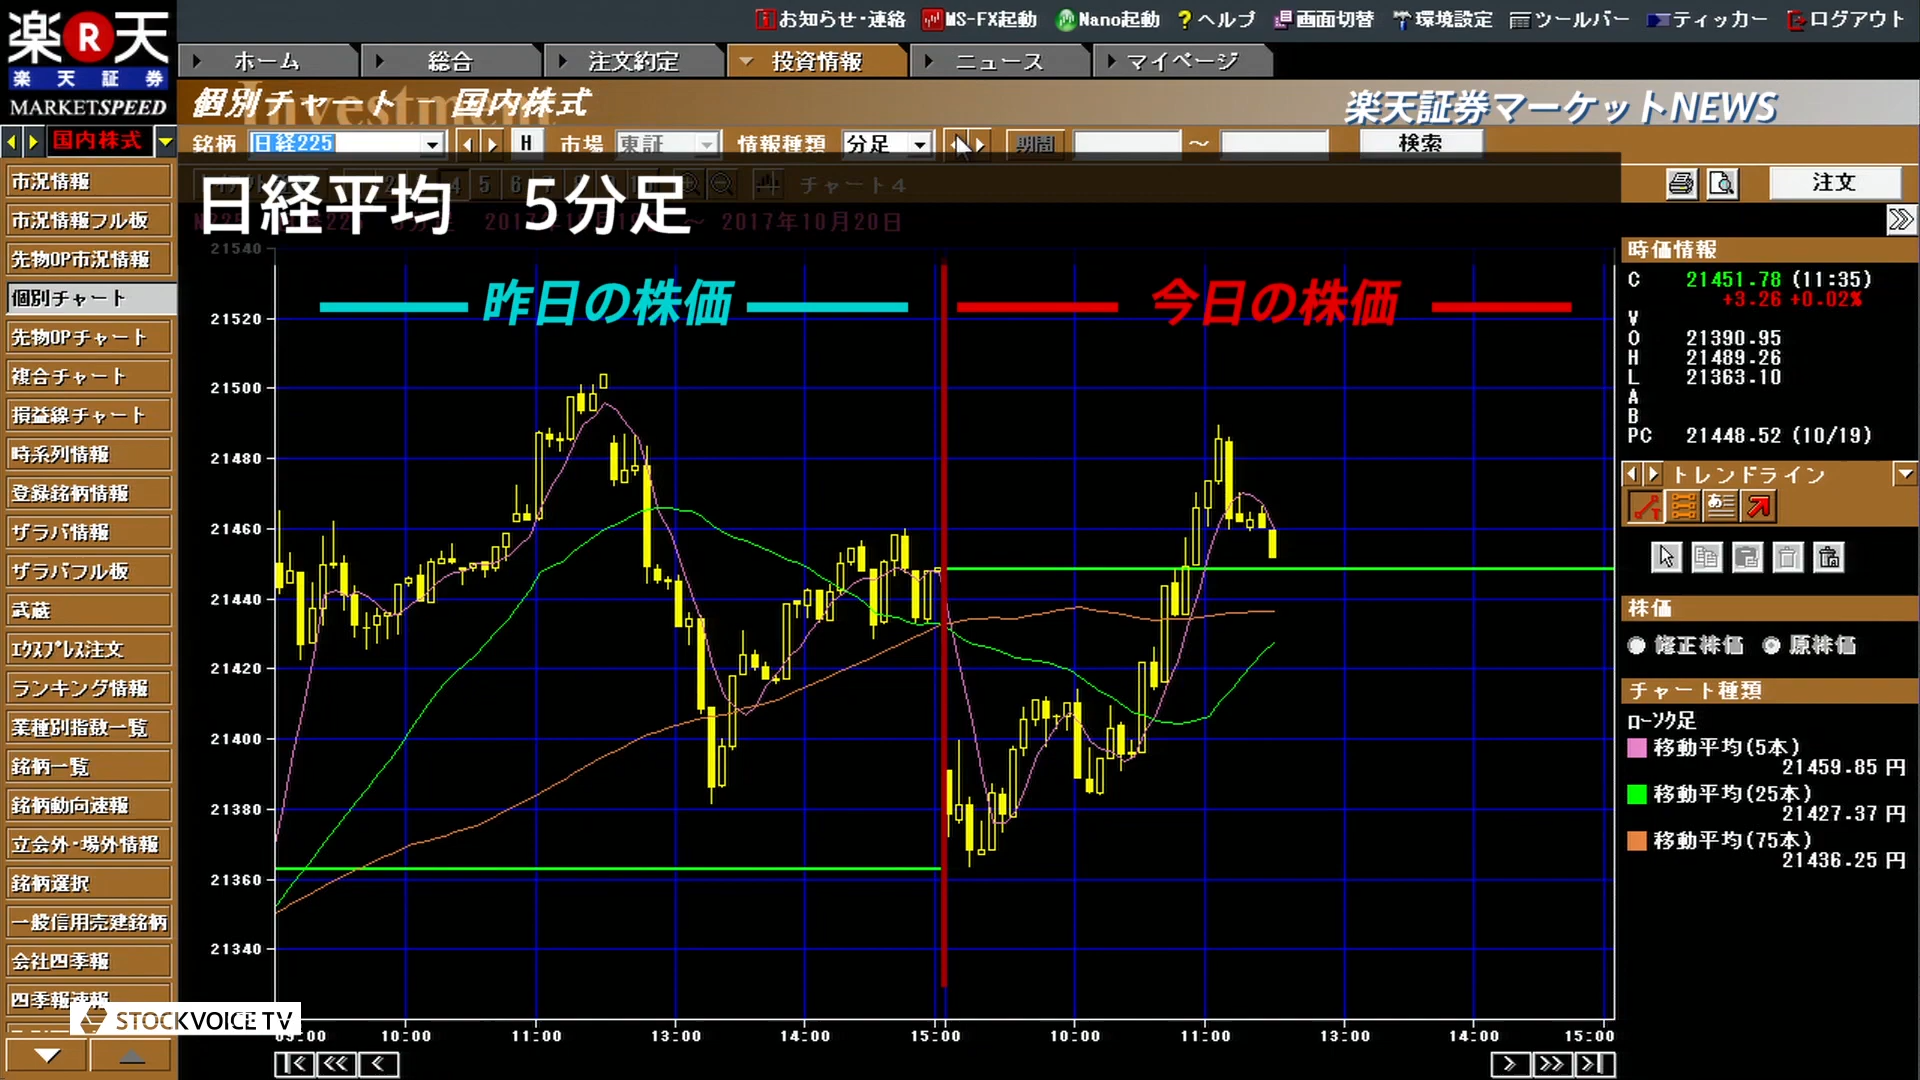 楽R天
楽天証券
MARKETSPEED
お知らせ・連絡 MS-FX起動 Nano起動 ヘルプ 画面切替 環境設定 ツールバー ティッカー ログアウト
ホーム 総合 注文約定 投資情報 ニュース マイページ
個別チャート － 国内株式
楽天証券マーケットNEWS
国内株式
銘柄 日経225 H 市場 東証 情報種類 分足 期間 ～ 検索
日経平均 5分足
チャート4
2017年10月20日
注文
市況情報
市況情報フル板
先物OP市況情報
個別チャート
先物OPチャート
複合チャート
損益線チャート
時系列情報
登録銘柄情報
ザラバ情報
ザラバフル板
武蔵
ｴｸｽﾌﾟﾚｽ注文
ランキング情報
業種別指数一覧
銘柄一覧
銘柄動向速報
立会外・場外情報
銘柄選択
一般信用売建銘柄
会社四季報
四季報速報
STOCKVOICE TV
昨日の株価
今日の株価
21540
21520
21500
21480
21460
21440
21420
21400
21380
21360
21340
09:00 10:00 11:00 13:00 14:00 15:00 10:00 11:00 13:00 14:00 15:00
時価情報
C 21451.78 (11:35)
+3.26 +0.02%
V
O 21390.95
H 21489.26
L 21363.10
A
B
PC 21448.52 (10/19)
トレンドライン
株価
修正株価 原株価
チャート種類
ﾛｰｿｸ足
移動平均(5本)
21459.85 円
移動平均(25本)
21427.37 円
移動平均(75本)
21436.25 円